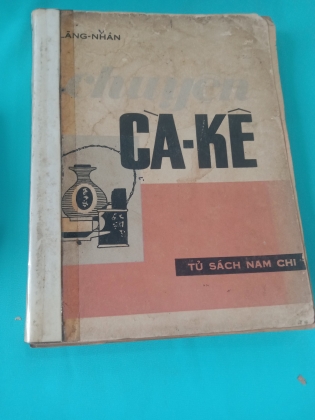 LÃNG-NHÂN
chuyện
CÀ-KÊ
TỦ SÁCH NAM CHI